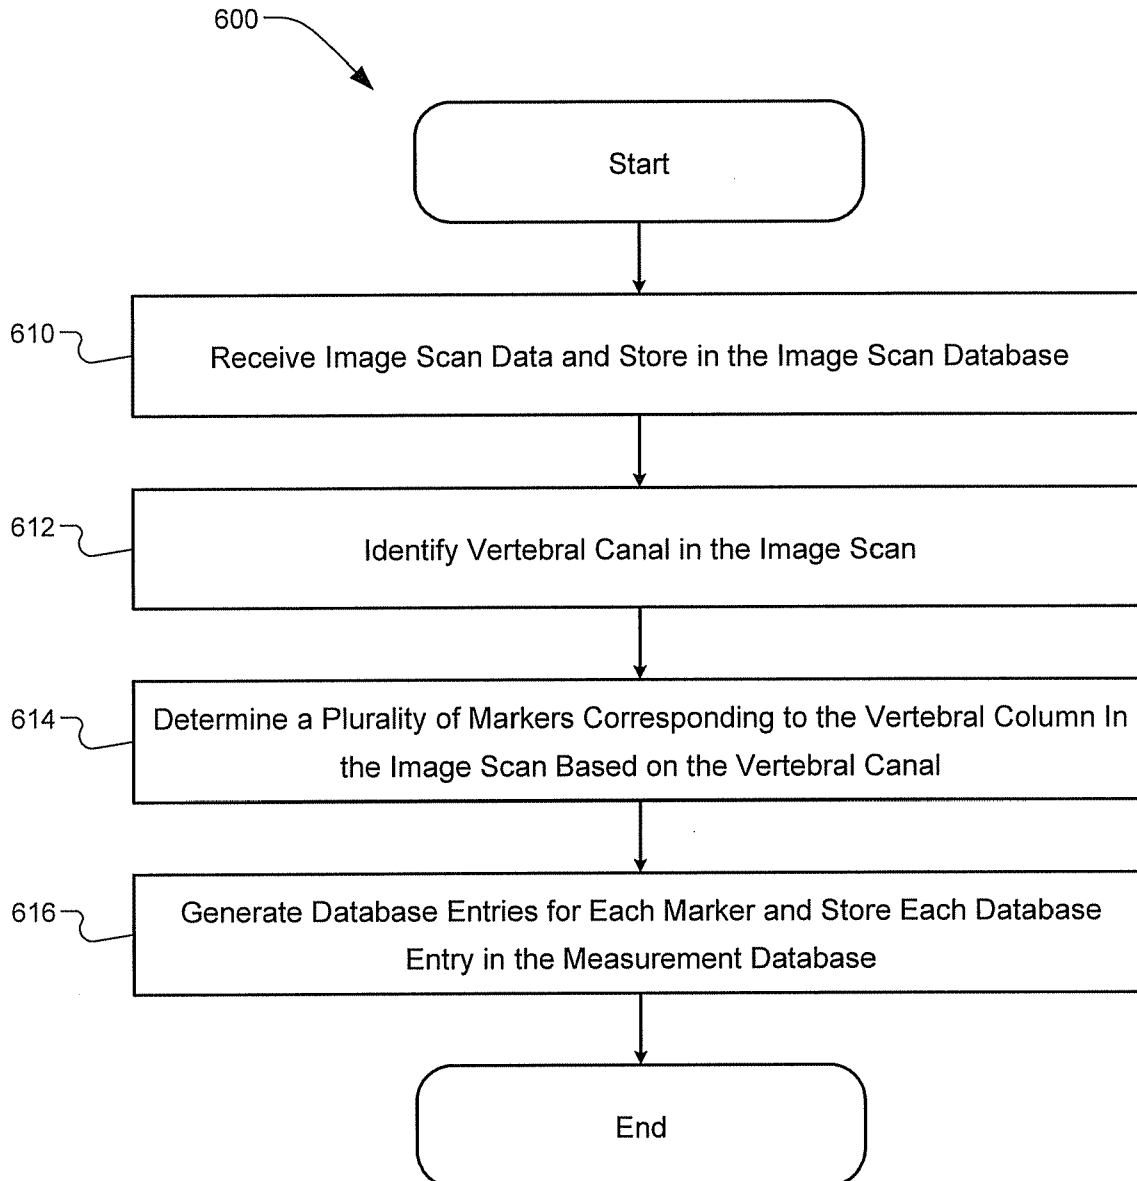 600
Start
610
Receive Image Scan Data and Store in the Image Scan Database
612
Identify Vertebral Canal in the Image Scan
614
Determine a Plurality of Markers Corresponding to the Vertebral Column In
the Image Scan Based on the Vertebral Canal
616
Generate Database Entries for Each Marker and Store Each Database
Entry in the Measurement Database
End